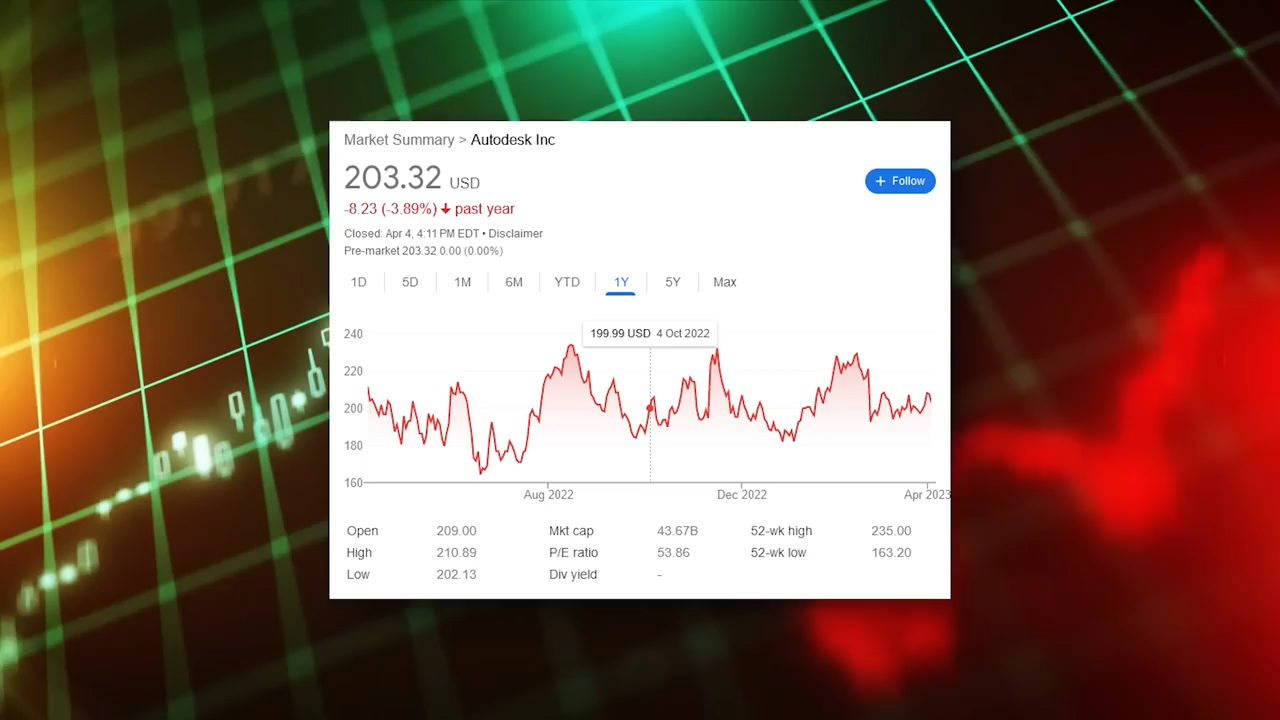 Market Summary > Autodesk Inc
203.32 USD
+ Follow
-8.23 (-3.89%) ↓ past year
Closed: Apr 4, 4:11 PM EDT • Disclaimer
Pre-market 203.32 0.00 (0.00%)
1D 5D 1M 6M YTD 1Y 5Y Max
199.99 USD 4 Oct 2022
240
220
200
180
160
Aug 2022 Dec 2022 Apr 2023
Open 209.00 Mkt cap 43.67B 52-wk high 235.00
High 210.89 P/E ratio 53.86 52-wk low 163.20
Low 202.13 Div yield -